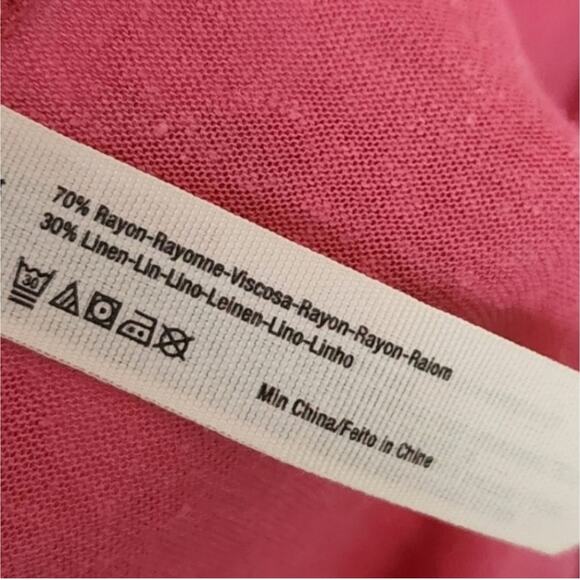 70% Rayon-Rayonne-Viscosa-Rayon-Rayon-Raiom
30% Linen-Lin-Lino-Leinen-Lino-Linho
30
Min China/Feito in Chine